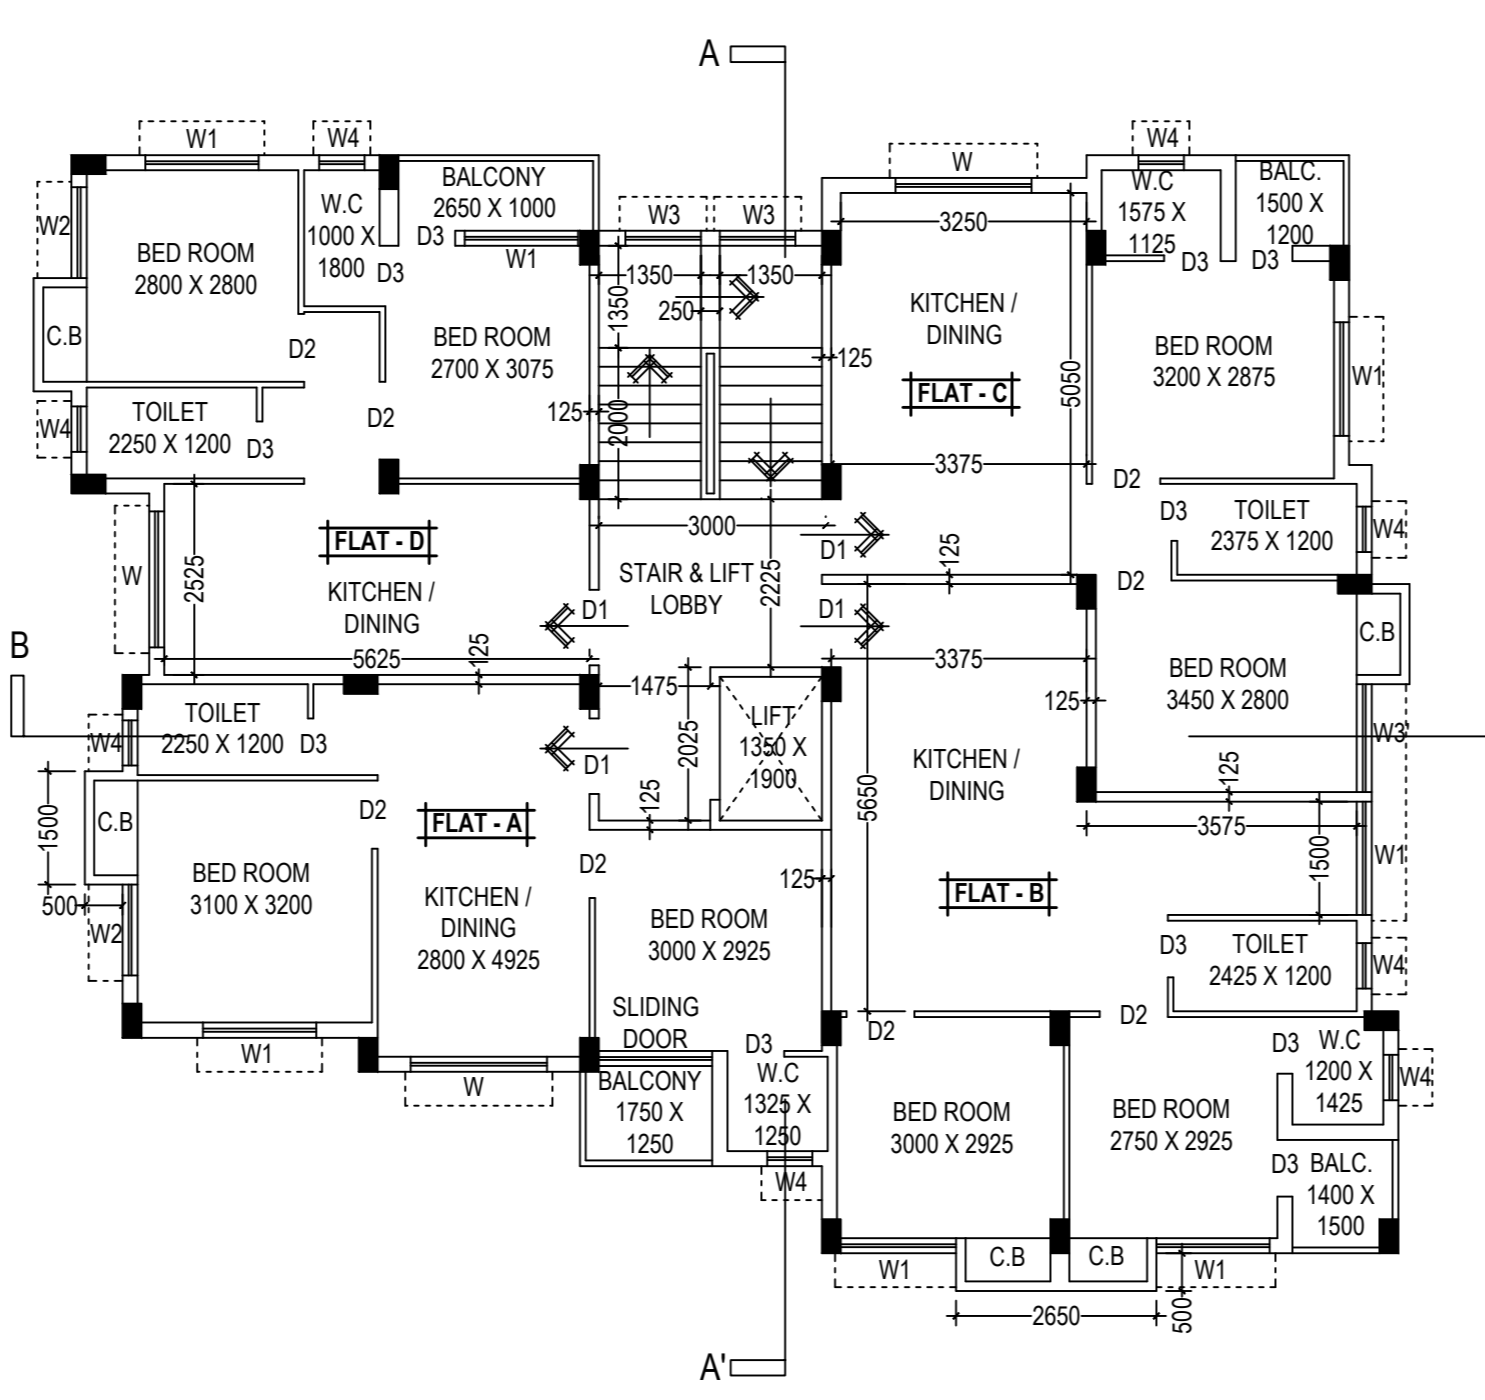 A
W1
W4
W2
BED ROOM
2800 X 2800
W.C
1000 X
1800
D3
BALCONY
2650 X 1000
D3
W1
C.B
D2
BED ROOM
2700 X 3075
TOILET
2250 X 1200
W4
D3
D2
125
W3
W3
1350
1350
1350
250
2000
125
3000
W
3250
KITCHEN /
DINING
FLAT - C
5050
3375
W4
W.C
1575 X
1125
D3
BALC.
1500 X
1200
D3
BED ROOM
3200 X 2875
W1
D2
D3
TOILET
2375 X 1200
W4
W
2525
FLAT - D
KITCHEN /
DINING
5625
125
D1
STAIR & LIFT
LOBBY
2225
D1
D1
125
D2
3375
125
BED ROOM
3450 X 2800
C.B
W3'
B
TOILET
2250 X 1200
D3
W4
1475
2025
LIFT
1350 X
1900
D1
125
1500
C.B
D2
FLAT - A
500
W2
BED ROOM
3100 X 3200
W1
KITCHEN /
DINING
2800 X 4925
W
D2
BED ROOM
3000 X 2925
125
SLIDING
DOOR
D3
BALCONY
1750 X
1250
W.C
1325 X
1250
W4
KITCHEN /
DINING
5650
125
3575
1500
W1
FLAT - B
D3
TOILET
2425 X 1200
W4
D2
D2
BED ROOM
3000 X 2925
BED ROOM
2750 X 2925
D3
W.C
1200 X
1425
W4
D3
BALC.
1400 X
1500
W1
C.B
C.B
W1
2650
500
A'